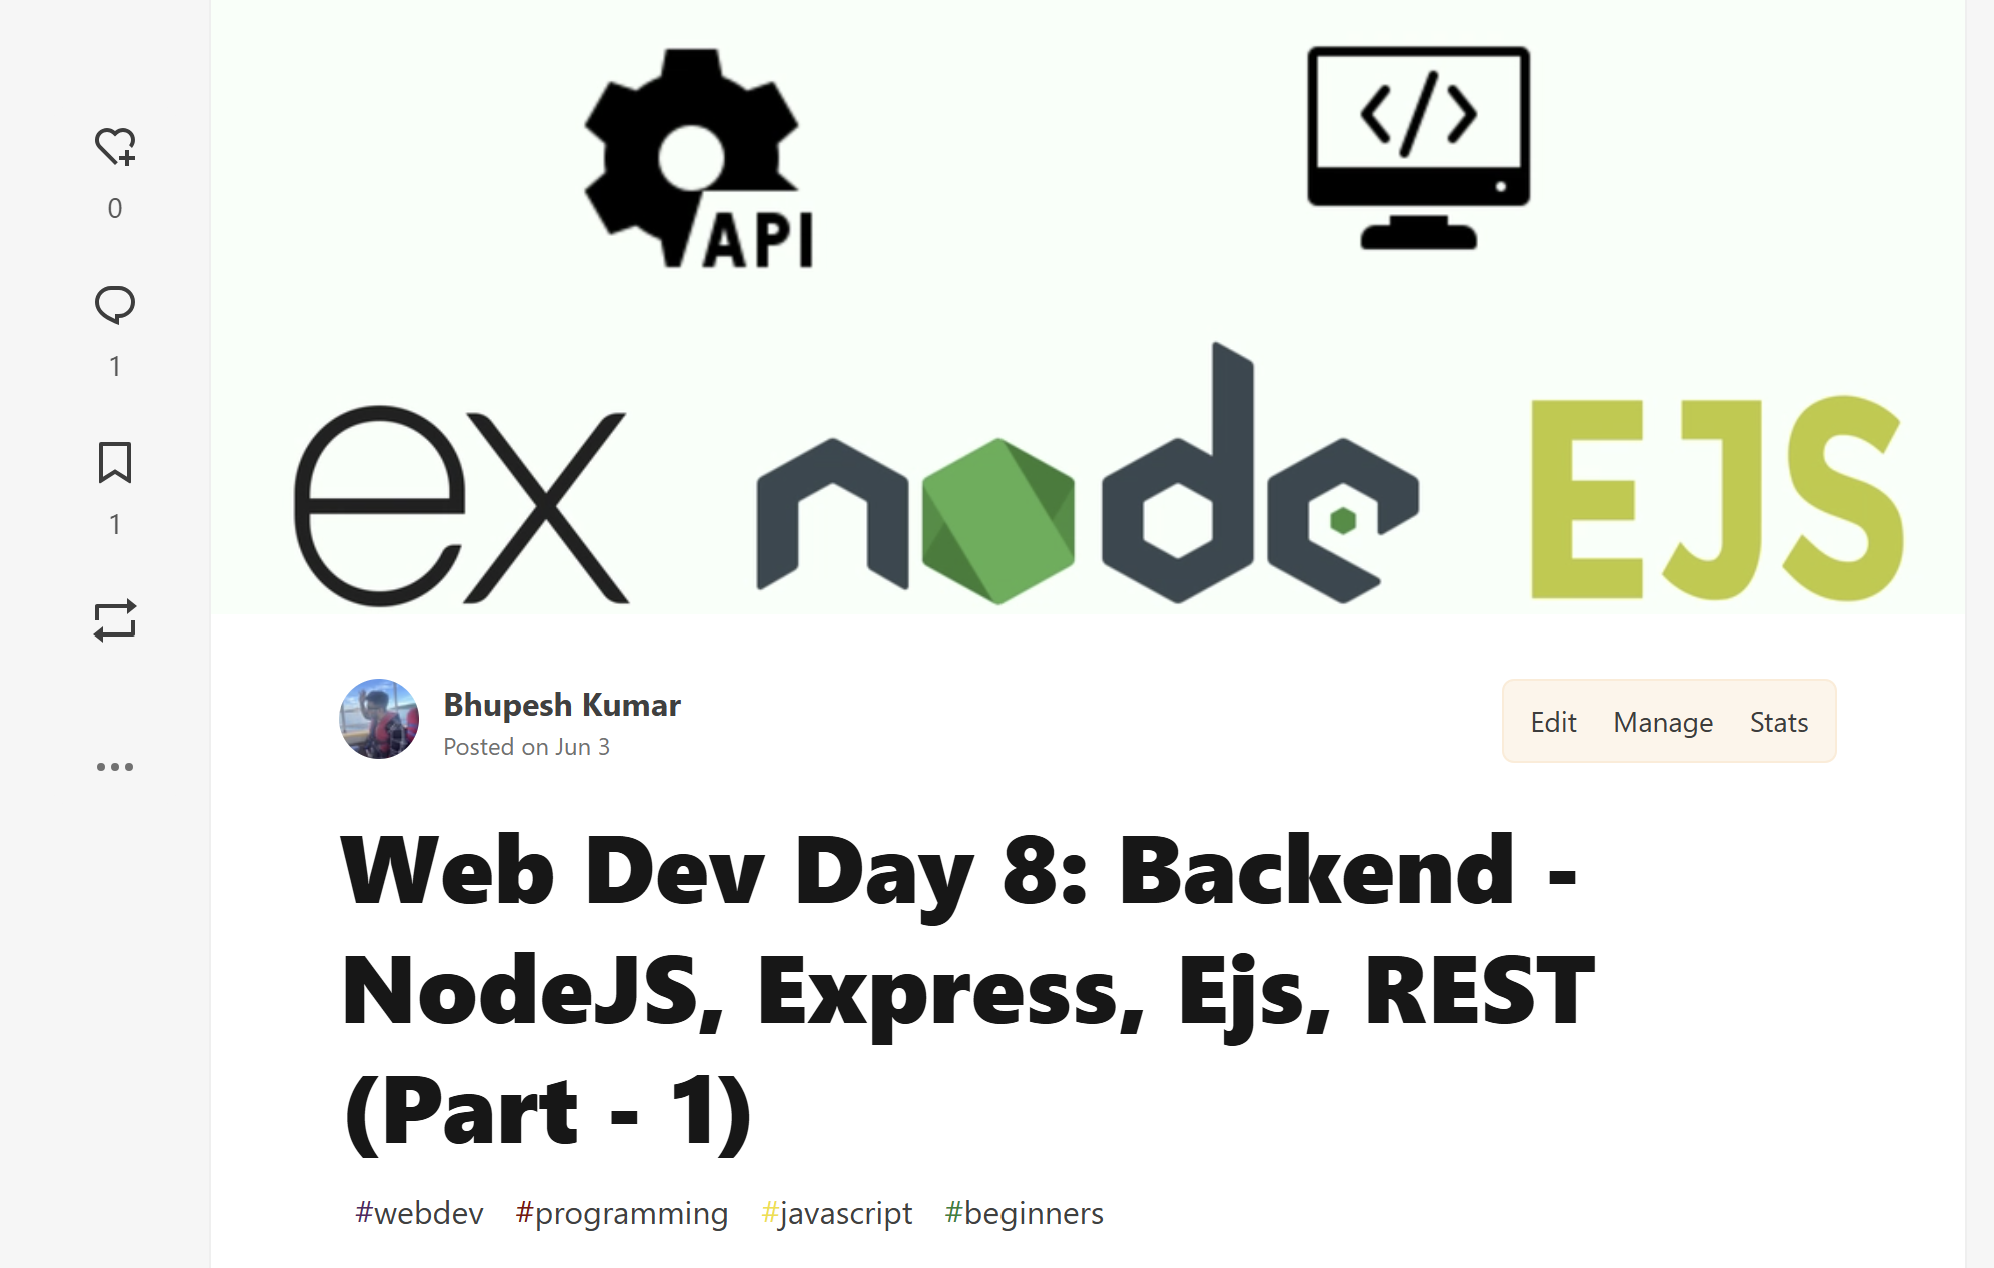 API
</>
ex node EJS
0
1
1
Bhupesh Kumar
Posted on Jun 3
Edit Manage Stats
Web Dev Day 8: Backend -
NodeJS, Express, Ejs, REST
(Part - 1)
#webdev #programming #javascript #beginners